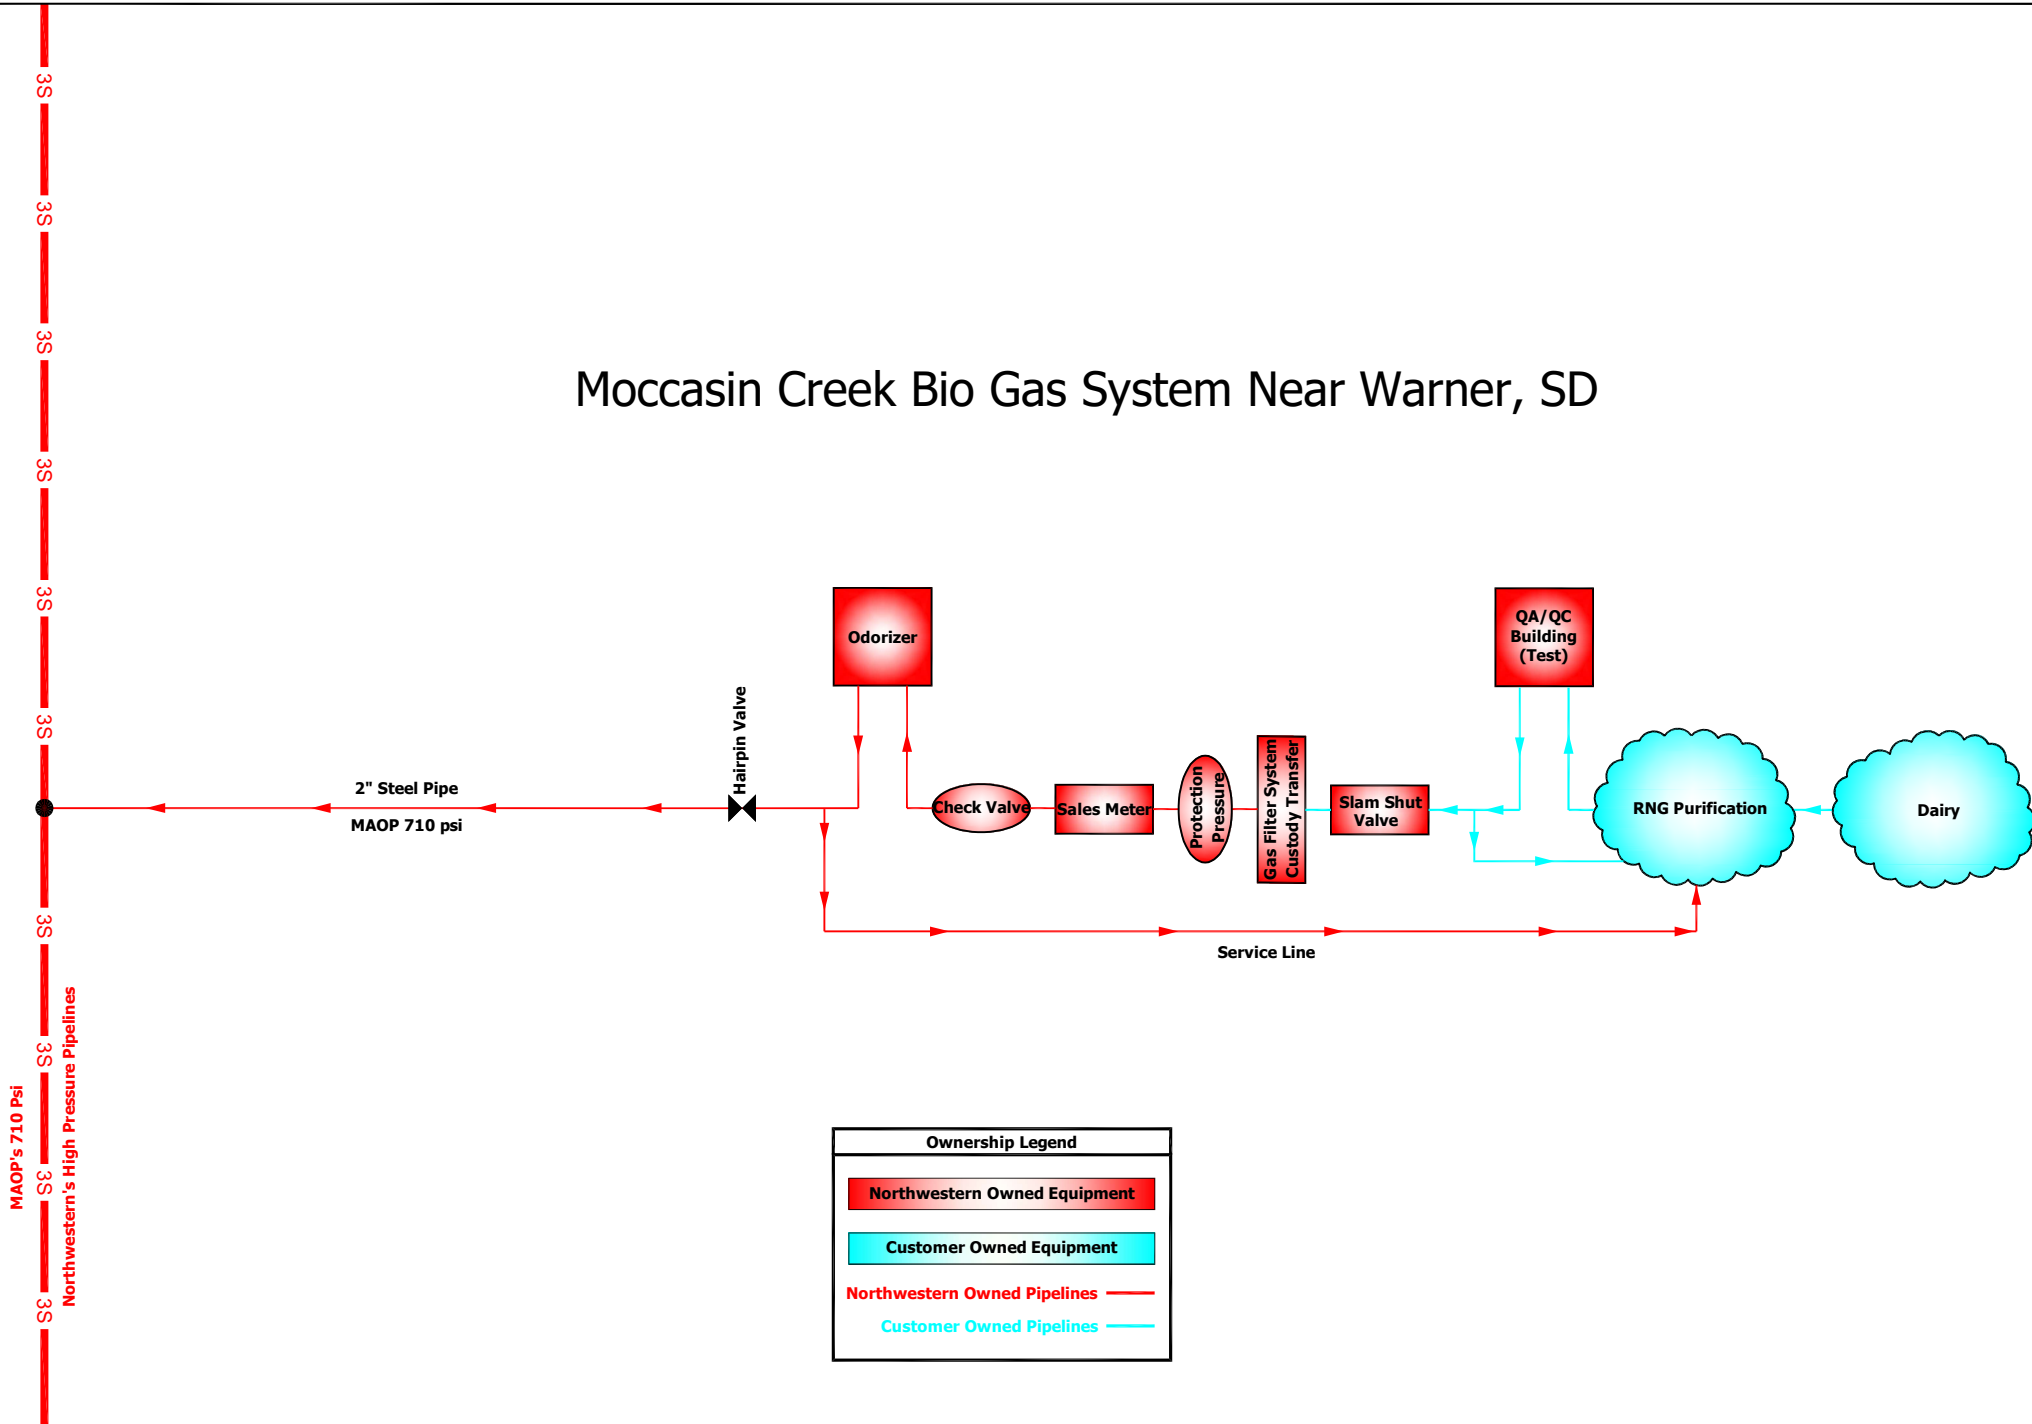 3S
3S
3S
Moccasin Creek Bio Gas System Near Warner, SD
3S
3S
Odorizer
QA/QC
Building
(Test)
3S
Hairpin Valve
2" Steel Pipe
MAOP 710 psi
Check Valve
Sales Meter
Protection
Pressure
Gas Filter System
Custody Transfer
Slam Shut
Valve
RNG Purification
Dairy
3S
Service Line
3S
MAOP's 710 Psi
Northwestern's High Pressure Pipelines
3S
3S
Ownership Legend
Northwestern Owned Equipment
Customer Owned Equipment
Northwestern Owned Pipelines
Customer Owned Pipelines